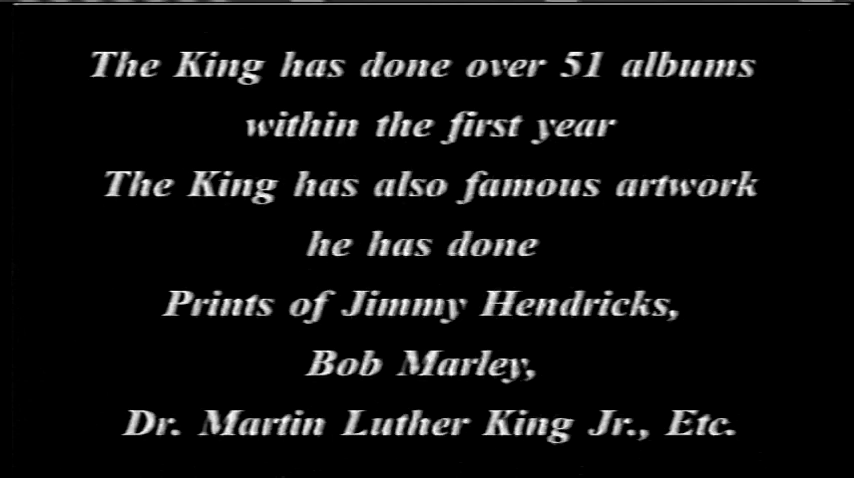 The King has done over 51 albums
within the first year
The King has also famous artwork
he has done
Prints of Jimmy Hendricks,
Bob Marley,
Dr. Martin Luther King Jr., Etc.